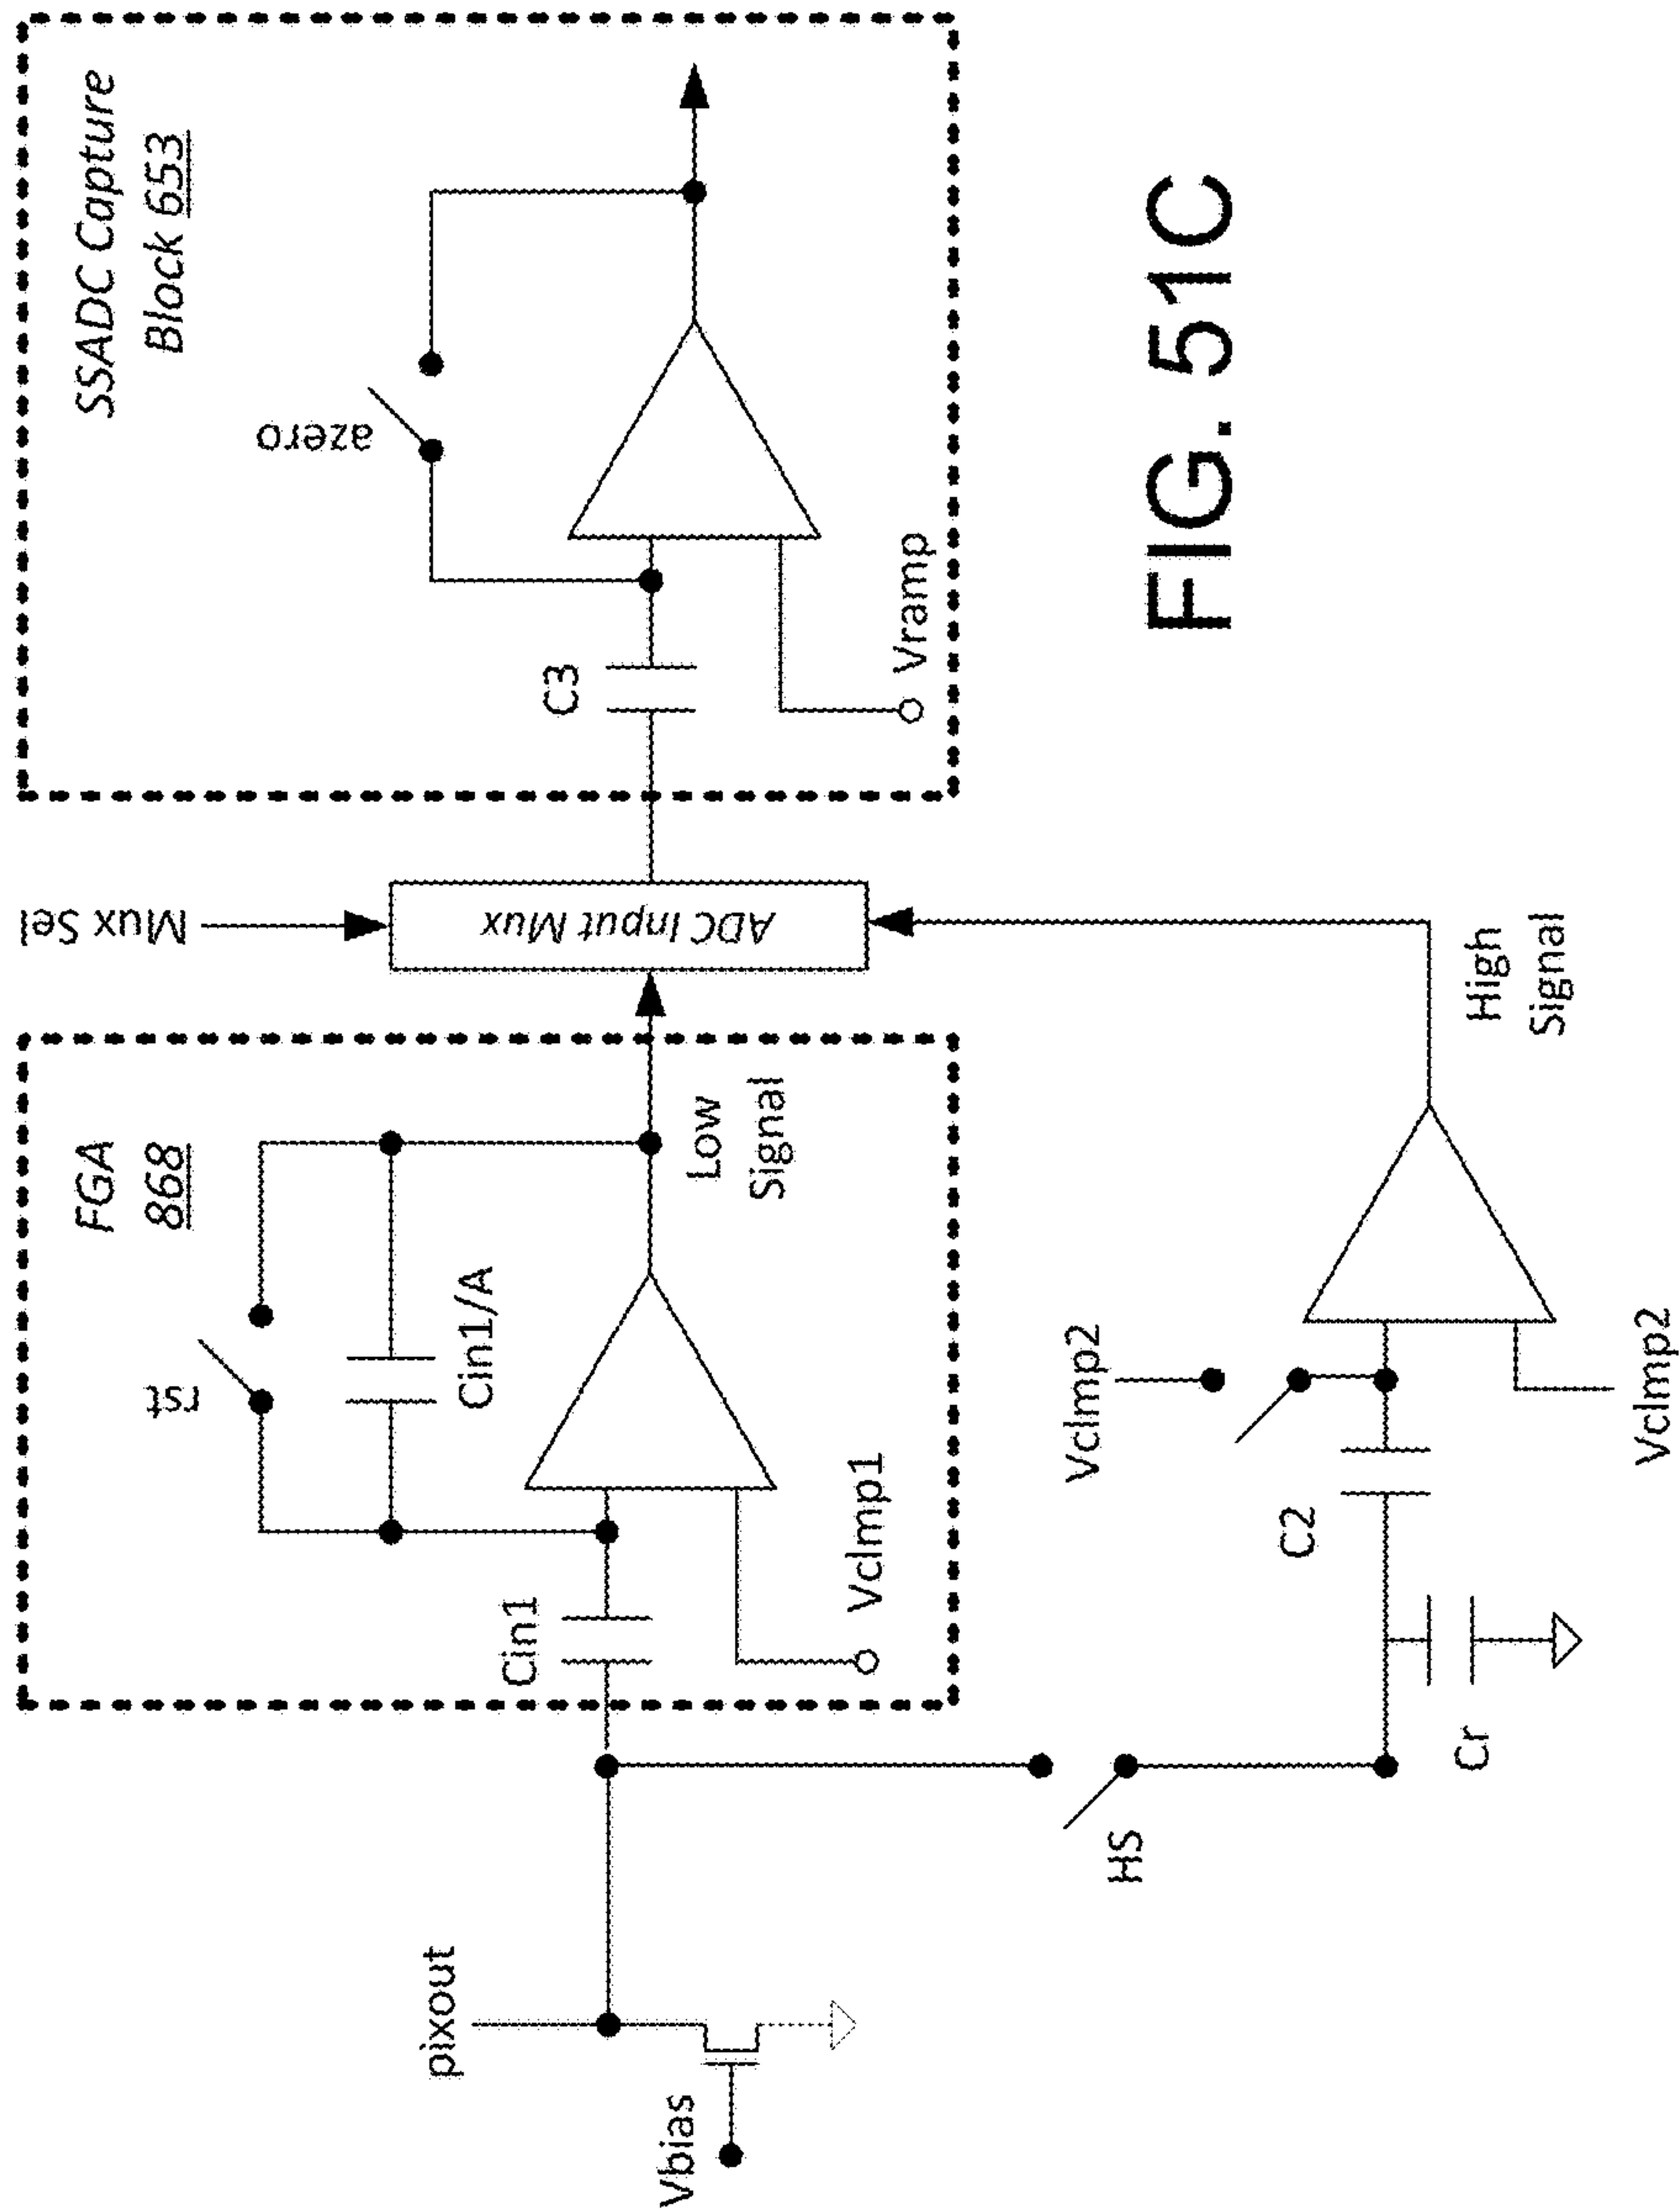 pixout
Vbias
FGA
868
rst
Cin1/A
Cin1
Vclmp1
Low
Signal
HS
Cr
C2
Vclmp2
Vclmp2
High
Signal
Mux Sel
ADC Input Mux
SSADC Capture
Block 653
azero
C3
Vramp
FIG. 51C